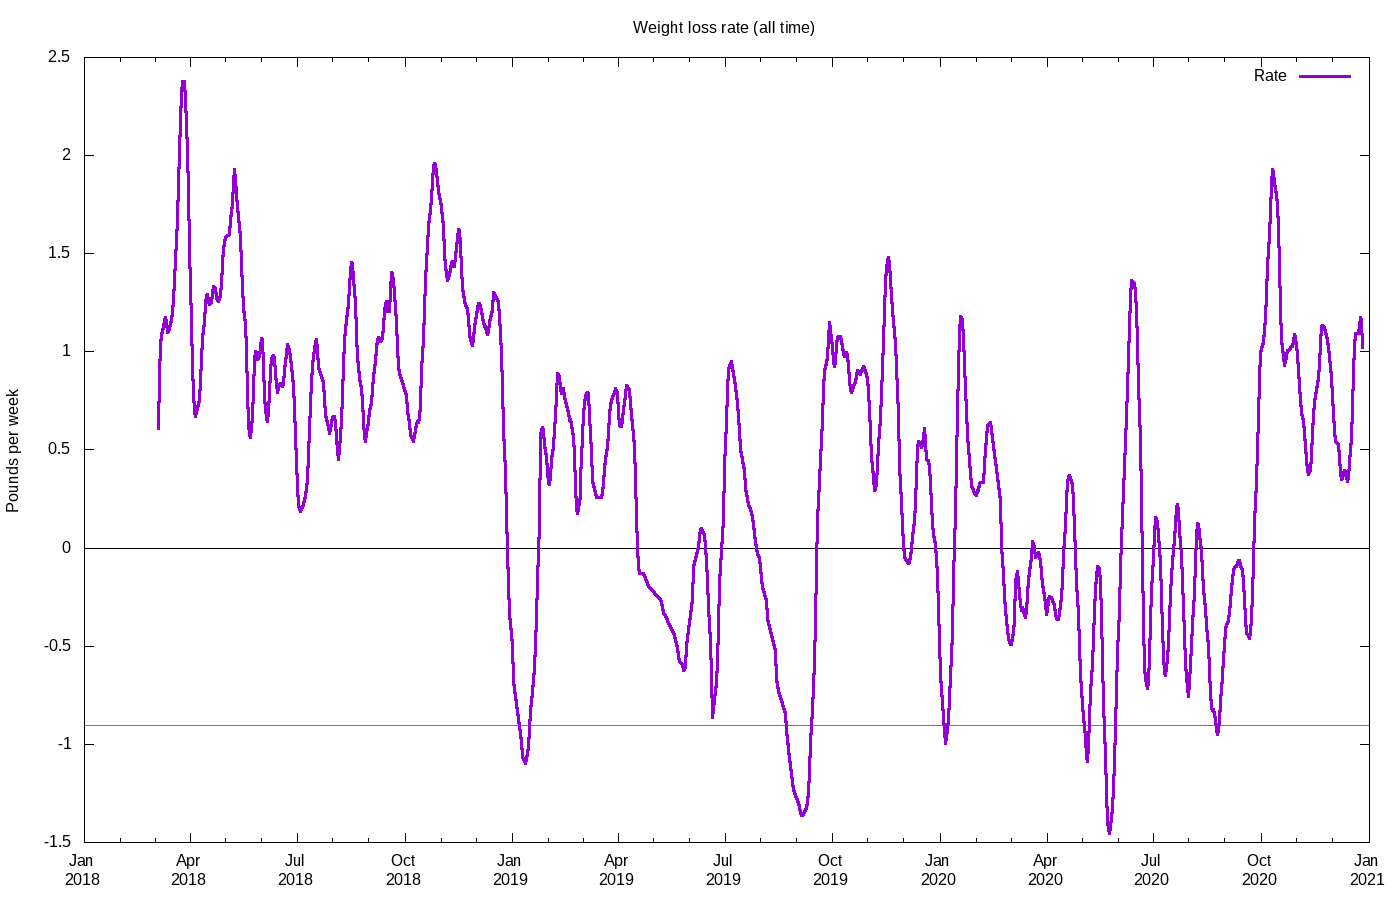 Weight loss rate (all time)
Rate
Pounds per week
2.5
2
1.5
1
0.5
0
-0.5
-1
-1.5
Jan Apr Jul Oct Jan Apr Jul Oct Jan Apr Jul Oct Jan
2018 2018 2018 2018 2019 2019 2019 2019 2020 2020 2020 2020 2021